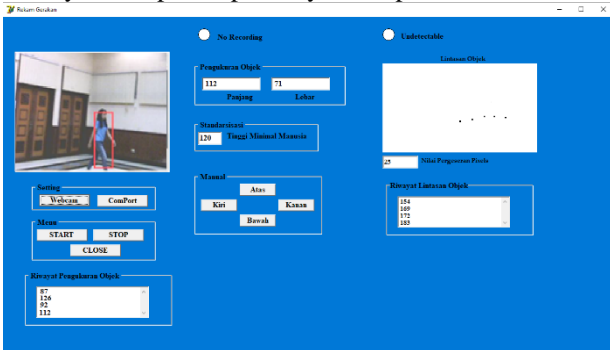 Rekam Gerakan
No Recording
Undetectable
Pengukuran Objek
112 71
Panjang Lebar
Standarisasi
120 Tinggi Minimal Manusia
Manual
Atas
Kiri Kanan
Bawah
Lintasan Objek
25 Nilai Pergeseran Pixels
Riwayat Lintasan Objek
154
169
172
183
Setting
Webcam ComPort
Menu
START STOP
CLOSE
Riwayat Pengukuran Objek
87
126
92
112